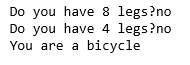 Do you have 8 legs?no
Do you have 4 legs?no
You are a bicycle